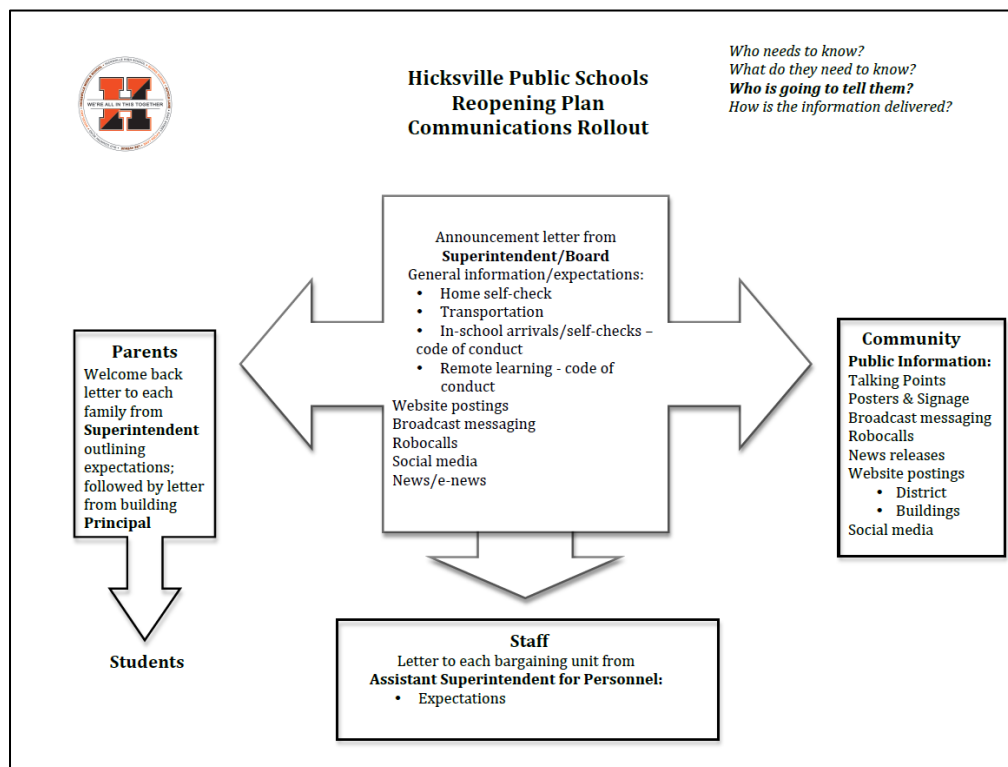 WE'RE ALL IN THIS TOGETHER
Hicksville Public Schools
Reopening Plan
Communications Rollout
Who needs to know?
What do they need to know?
Who is going to tell them?
How is the information delivered?
Announcement letter from
Superintendent/Board
General information/expectations:
• Home self-check
• Transportation
• In-school arrivals/self-checks –
code of conduct
• Remote learning - code of
conduct
Website postings
Broadcast messaging
Robocalls
Social media
News/e-news
Parents
Welcome back
letter to each
family from
Superintendent
outlining
expectations;
followed by letter
from building
Principal
Students
Community
Public Information:
Talking Points
Posters & Signage
Broadcast messaging
Robocalls
News releases
Website postings
• District
• Buildings
Social media
Staff
Letter to each bargaining unit from
Assistant Superintendent for Personnel:
• Expectations